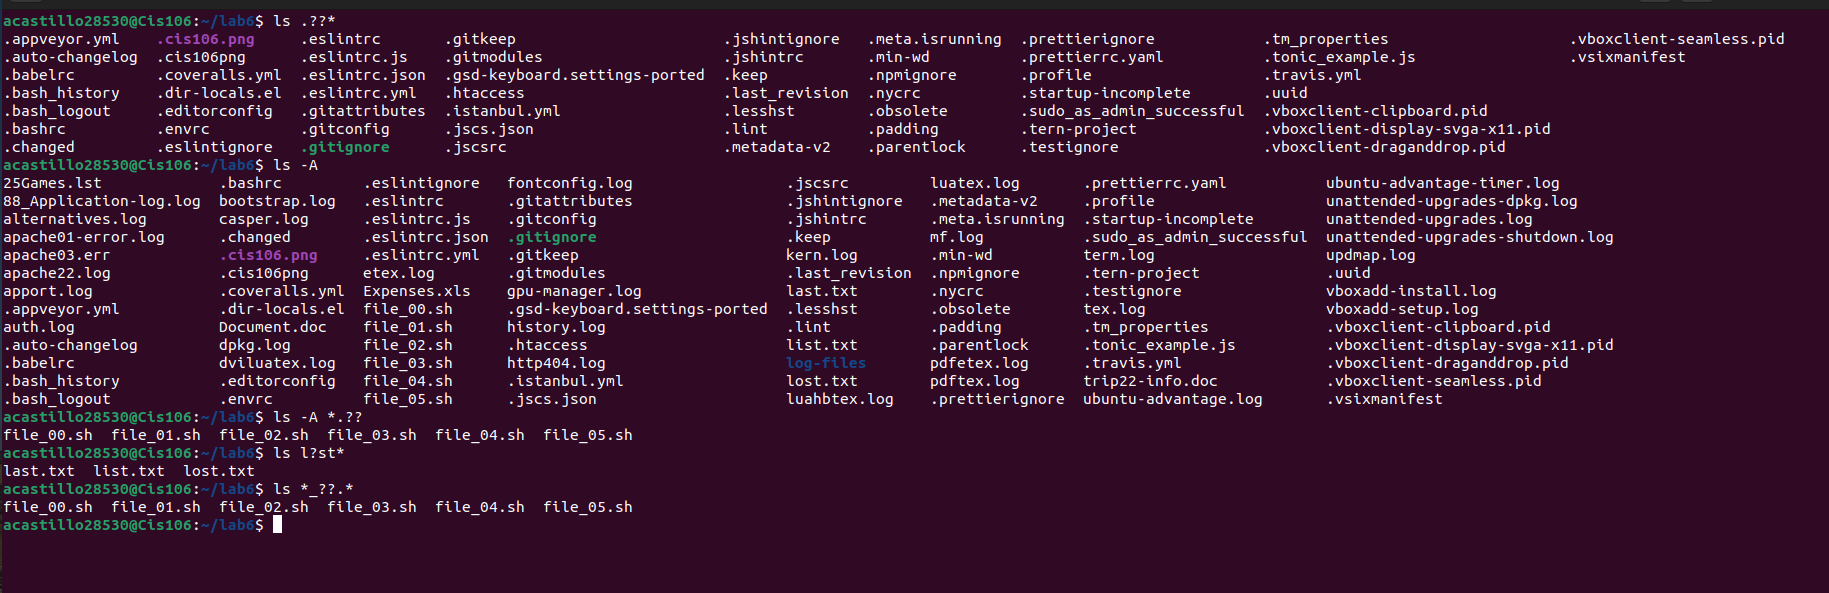 acastillo28530@Cis106:~/lab6$ ls .??*
.appveyor.yml .cis106.png .eslintrc .gitkeep .jshintignore .meta.isrunning .prettierignore .tm_properties .vboxclient-seamless.pid
.auto-changelog .cis106png .eslintrc.js .gitmodules .jshintrc .min-wd .prettierrc.yaml .tonic_example.js .vsixmanifest
.babelrc .coveralls.yml .eslintrc.json .gsd-keyboard.settings-ported .keep .npmignore .profile .travis.yml
.bash_history .dir-locals.el .eslintrc.yml .htaccess .last_revision .nycrc .startup-incomplete .uuid
.bash_logout .editorconfig .gitattributes .istanbul.yml .lesshst .obsolete .sudo_as_admin_successful .vboxclient-clipboard.pid
.bashrc .envrc .gitconfig .jscs.json .lint .padding .tern-project .vboxclient-display-svga-x11.pid
.changed .eslintignore .gitignore .jscsrc .metadata-v2 .parentlock .testignore .vboxclient-draganddrop.pid
acastillo28530@Cis106:~/lab6$ ls -A
25Games.lst .bashrc .eslintignore fontconfig.log .jscsrc luatex.log .prettierrc.yaml ubuntu-advantage-timer.log
88_Application-log.log bootstrap.log .eslintrc .gitattributes .jshintignore .metadata-v2 .profile unattended-upgrades-dpkg.log
alternatives.log casper.log .eslintrc.js .gitconfig .jshintrc .meta.isrunning .startup-incomplete unattended-upgrades.log
apache01-error.log .changed .eslintrc.json .gitignore .keep mf.log .sudo_as_admin_successful unattended-upgrades-shutdown.log
apache03.err .cis106.png .eslintrc.yml .gitkeep kern.log .min-wd term.log updmap.log
apache22.log .cis106png etex.log .gitmodules .last_revision .npmignore .tern-project .uuid
apport.log .coveralls.yml Expenses.xls gpu-manager.log last.txt .nycrc .testignore vboxadd-install.log
.appveyor.yml .dir-locals.el file_00.sh .gsd-keyboard.settings-ported .lesshst .obsolete tex.log vboxadd-setup.log
auth.log Document.doc file_01.sh history.log .lint .padding .tm_properties .vboxclient-clipboard.pid
.auto-changelog dpkg.log file_02.sh .htaccess list.txt .parentlock .tonic_example.js .vboxclient-display-svga-x11.pid
.babelrc dviluatex.log file_03.sh http404.log log-files pdfetex.log .travis.yml .vboxclient-draganddrop.pid
.bash_history .editorconfig file_04.sh .istanbul.yml lost.txt pdftex.log trip22-info.doc .vboxclient-seamless.pid
.bash_logout .envrc file_05.sh .jscs.json luahbtex.log .prettierignore ubuntu-advantage.log .vsixmanifest
acastillo28530@Cis106:~/lab6$ ls -A *.??
file_00.sh file_01.sh file_02.sh file_03.sh file_04.sh file_05.sh
acastillo28530@Cis106:~/lab6$ ls l?st*
last.txt list.txt lost.txt
acastillo28530@Cis106:~/lab6$ ls *_??.*
file_00.sh file_01.sh file_02.sh file_03.sh file_04.sh file_05.sh
acastillo28530@Cis106:~/lab6$